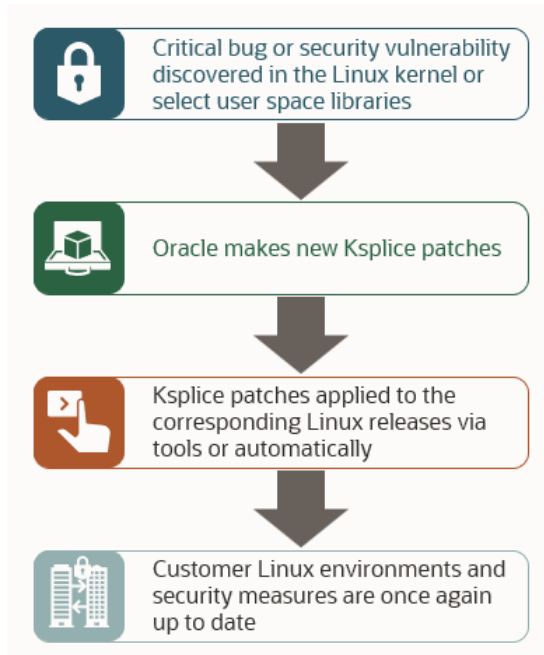 Critical bug or security vulnerability
discovered in the Linux kernel or
select user space libraries
Oracle makes new Ksplice patches
Ksplice patches applied to the
corresponding Linux releases via
tools or automatically
Customer Linux environments and
security measures are once again
up to date